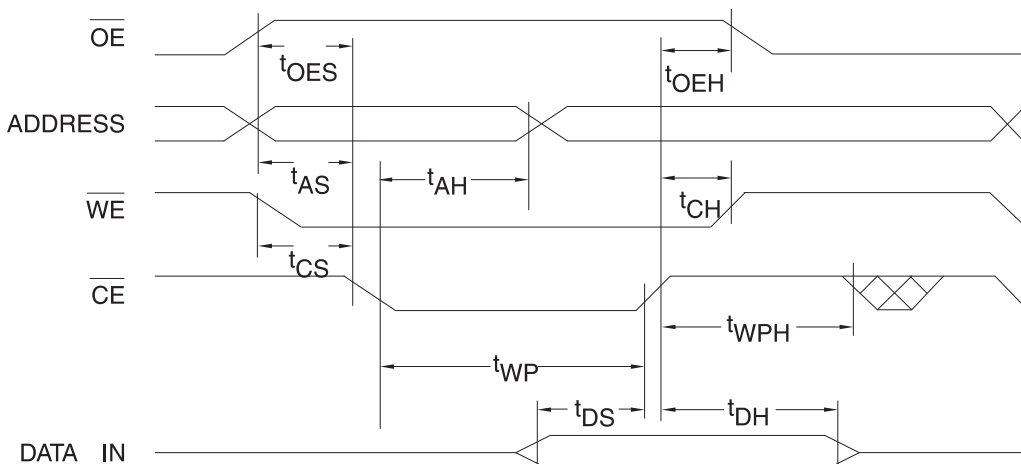 OE
tOES
tOEH
ADDRESS
tAS
tAH
WE
tCH
tCS
CE
tWPH
tWP
tDS
tDH
DATA IN